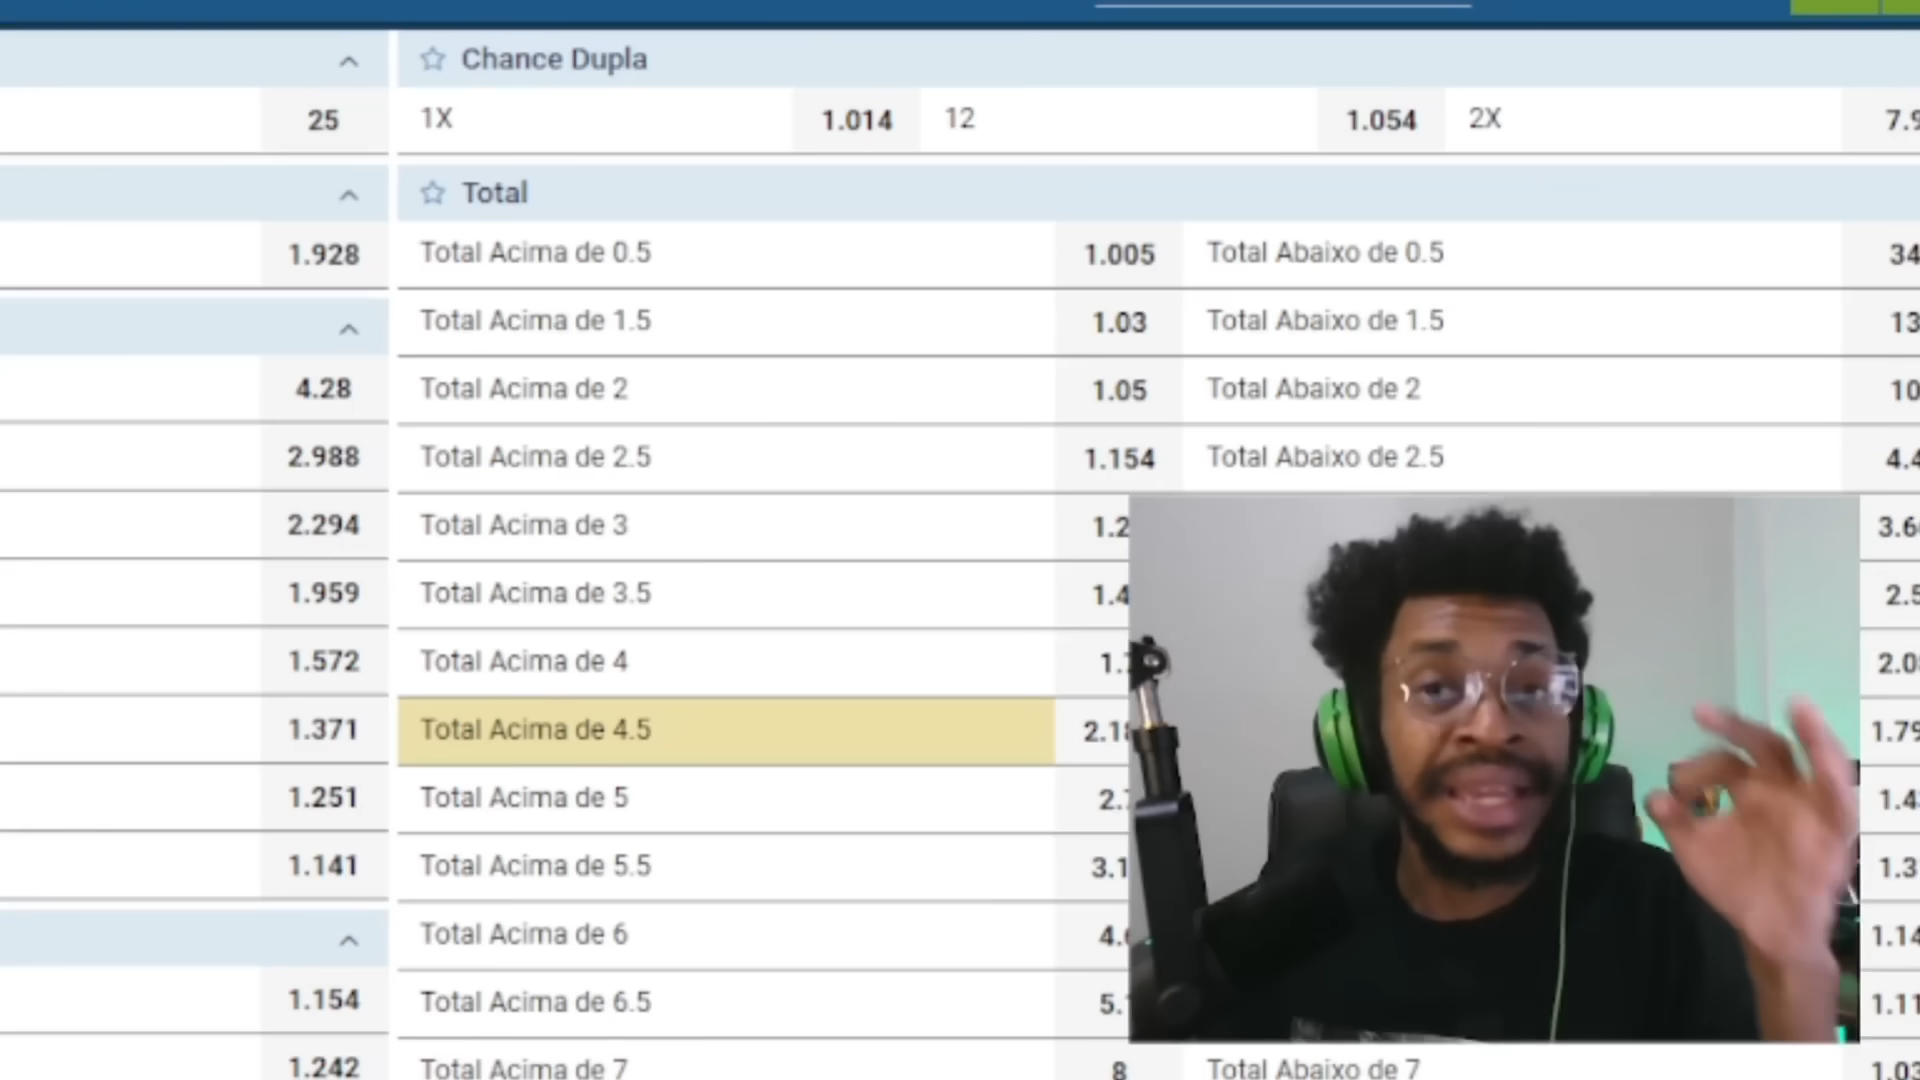 Chance Dupla
25 1X 1.014 12 1.054 2X
Total
1.928 Total Acima de 0.5 1.005 Total Abaixo de 0.5
Total Acima de 1.5 1.03 Total Abaixo de 1.5
4.28 Total Acima de 2 1.05 Total Abaixo de 2
2.988 Total Acima de 2.5 1.154 Total Abaixo de 2.5
2.294 Total Acima de 3
1.959 Total Acima de 3.5
1.572 Total Acima de 4
1.371 Total Acima de 4.5
1.251 Total Acima de 5
1.141 Total Acima de 5.5
Total Acima de 6
1.154 Total Acima de 6.5
1.242 Total Acima de 7 8 Total Abaixo de 7